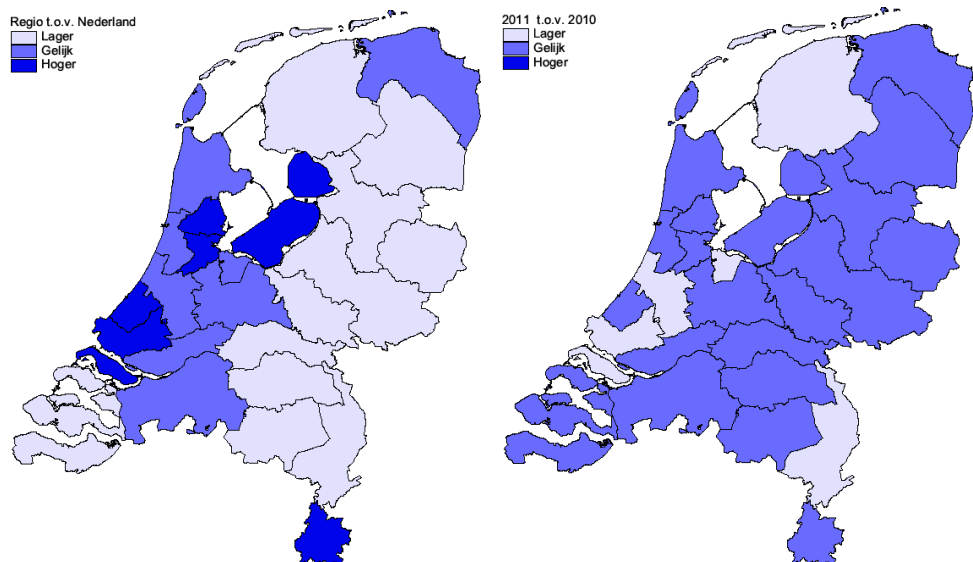 Regio t.o.v. Nederland
Lager
Gelijk
Hoger
2011 t.o.v. 2010
Lager
Gelijk
Hoger